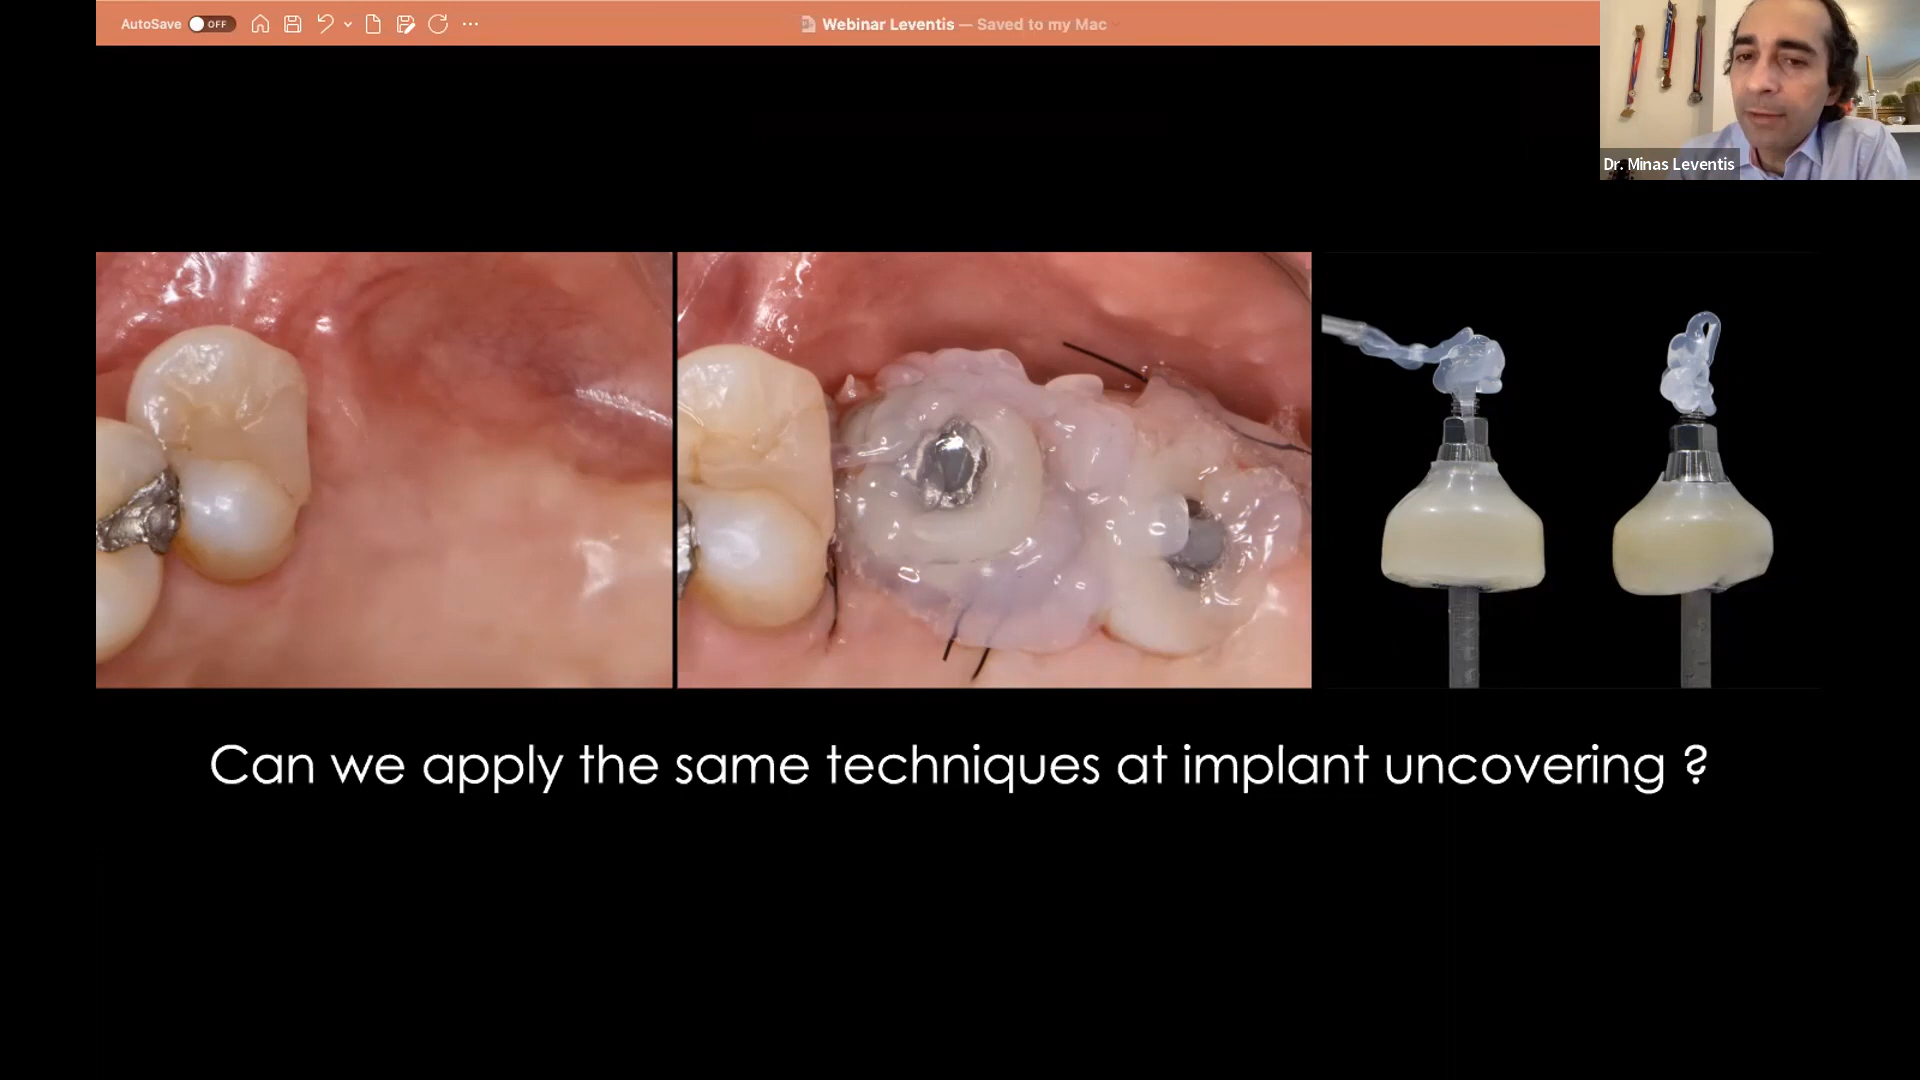 AutoSave OFF
Webinar Leventis — Saved to my Mac
Dr. Minas Leventis
Can we apply the same techniques at implant uncovering ?